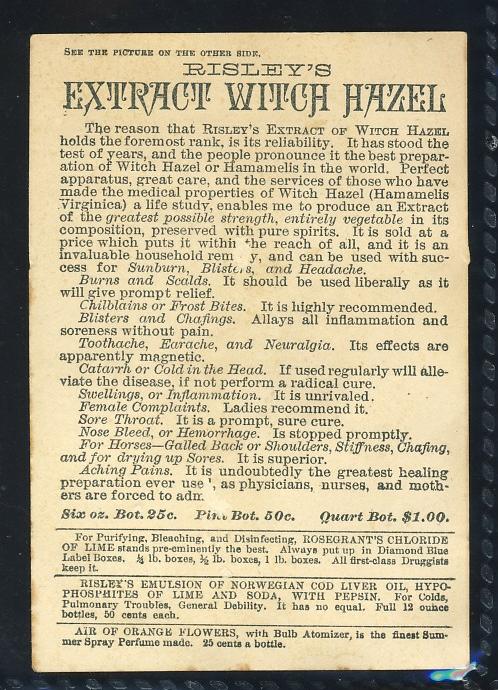 SEE THE PICTURE ON THE OTHER SIDE.
RISLEY'S
EXTRACT WITCH HAZEL
The reason that RISLEY'S EXTRACT OF WITCH HAZEL
holds the foremost rank, is its reliability. It has stood the
test of years, and the people pronounce it the best prepar-
ation of Witch Hazel or Hamamelis in the world. Perfect
apparatus, great care, and the services of those who have
made the medical properties of Witch Hazel (Hamamelis
Virginica) a life study, enables me to produce an Extract
of the greatest possible strength, entirely vegetable in its
composition, preserved with pure spirits. It is sold at a
price which puts it within the reach of all, and it is an
invaluable household rem y, and can be used with suc-
cess for Sunburn, Blisters, and Headache.
Burns and Scalds. It should be used liberally as it
will give prompt relief.
Chilblains or Frost Bites. It is highly recommended.
Blisters and Chafings. Allays all inflammation and
soreness without pain.
Toothache, Earache, and Neuralgia. Its effects are
apparently magnetic.
Catarrh or Cold in the Head. If used regularly will alle-
viate the disease, if not perform a radical cure.
Swellings, or Inflammation. It is unrivaled.
Female Complaints. Ladies recommend it.
Sore Throat. It is a prompt, sure cure.
Nose Bleed, or Hemorrhage. Is stopped promptly.
For Horses—Galled Back or Shoulders, Stiffness, Chafing,
and for drying up Sores. It is superior.
Aching Pains. It is undoubtedly the greatest healing
preparation ever use, as physicians, nurses, and moth-
ers are forced to adm
Six oz. Bot. 25c. Pint Bot. 50c. Quart Bot. $1.00.
For Purifying, Bleaching, and Disinfecting, ROSEGRANT'S CHLORIDE
OF LIME stands pre-eminently the best. Always put up in Diamond Blue
Label Boxes. ¼ lb. boxes, ½ lb. boxes, 1 lb. boxes. All first-class Druggists
keep it.
RISLEY'S EMULSION OF NORWEGIAN COD LIVER OIL, HYPO-
PHOSPHITES OF LIME AND SODA, WITH PEPSIN. For Colds,
Pulmonary Troubles, General Debility. It has no equal. Full 12 ounce
bottles, 50 cents each.
AIR OF ORANGE FLOWERS, with Bulb Atomizer, is the finest Sum-
mer Spray Perfume made. 25 cents a bottle.